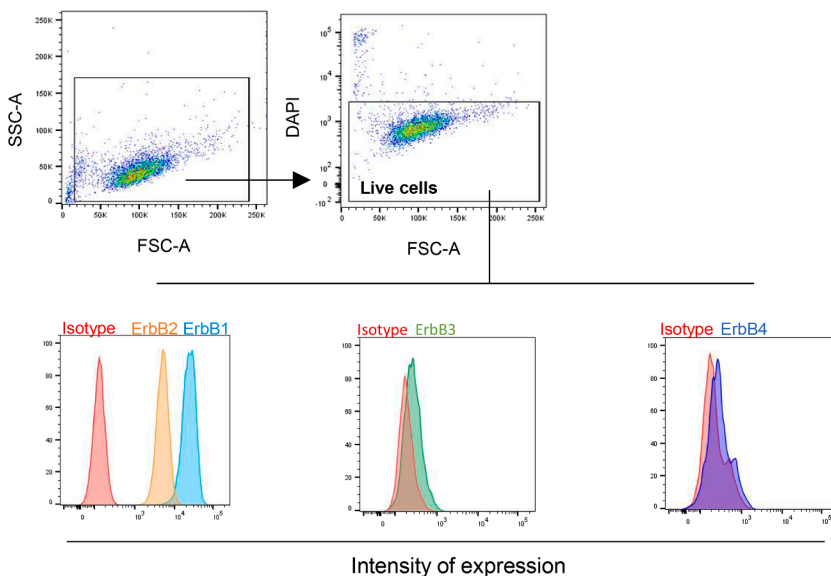 250K
200K
150K
100K
50K
0
SSC-A
0 50K 100K 150K 200K 250K
FSC-A
10^5
10^4
10^3
10^2
0
-10^2
DAPI
Live cells
0 50K 100K 150K 200K 250K
FSC-A
Isotype ErbB2 ErbB1
100
80
60
40
20
0
0 10^3 10^4 10^5
Isotype ErbB3
100
80
60
40
20
0
0 10^3 10^4 10^5
Isotype ErbB4
100
80
60
40
20
0
0 10^3 10^4 10^5
Intensity of expression